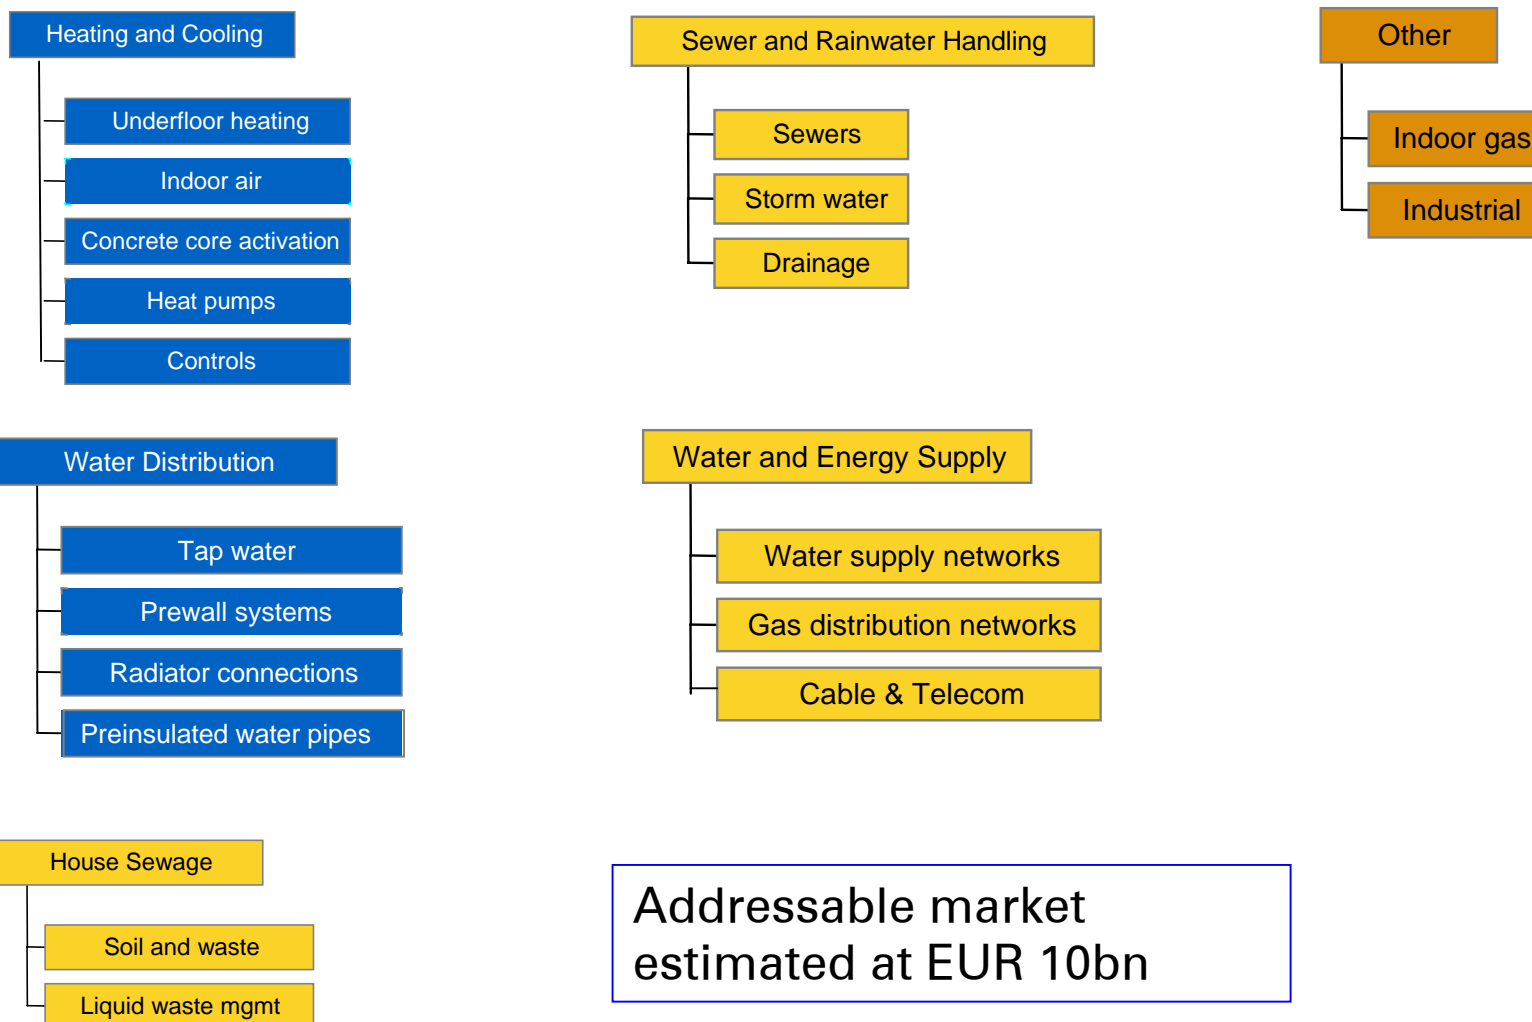 Heating and Cooling
Underfloor heating
Indoor air
Concrete core activation
Heat pumps
Controls
Water Distribution
Tap water
Prewall systems
Radiator connections
Preinsulated water pipes
House Sewage
Soil and waste
Liquid waste mgmt
Sewer and Rainwater Handling
Sewers
Storm water
Drainage
Water and Energy Supply
Water supply networks
Gas distribution networks
Cable & Telecom
Other
Indoor gas
Industrial
Addressable market
estimated at EUR 10bn